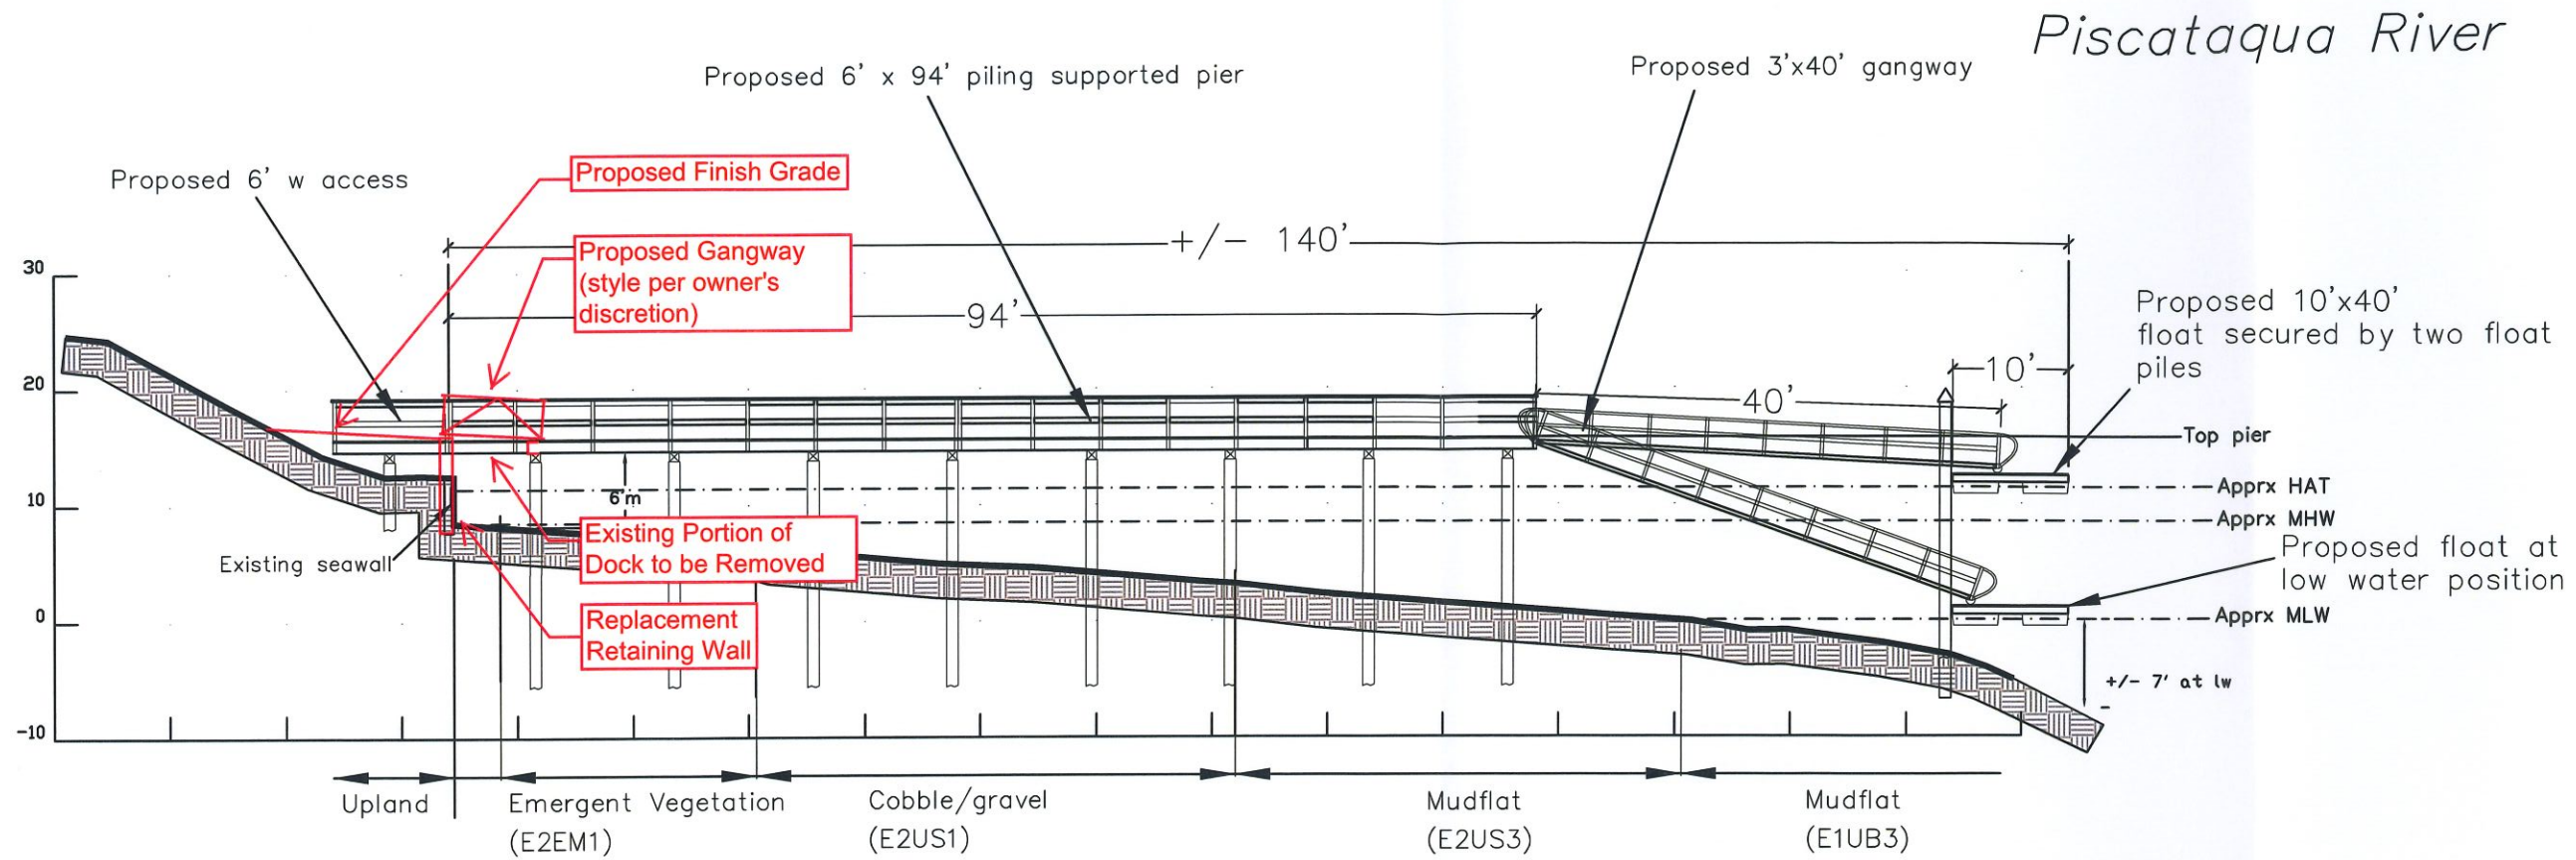 Piscataqua River
Proposed 6' x 94' piling supported pier
Proposed 3'x40' gangway
Proposed 6' w access
Proposed Finish Grade
Proposed Gangway
(style per owner's
discretion)
+/- 140'
94'
40'
10'
Proposed 10'x40'
float secured by two float
piles
30
20
10
0
-10
Top pier
Apprx HAT
Apprx MHW
Apprx MLW
6'm
Existing Portion of
Dock to be Removed
Existing seawall
Replacement
Retaining Wall
Proposed float at
low water position
+/- 7' at lw
Upland
Emergent Vegetation
(E2EM1)
Cobble/gravel
(E2US1)
Mudflat
(E2US3)
Mudflat
(E1UB3)